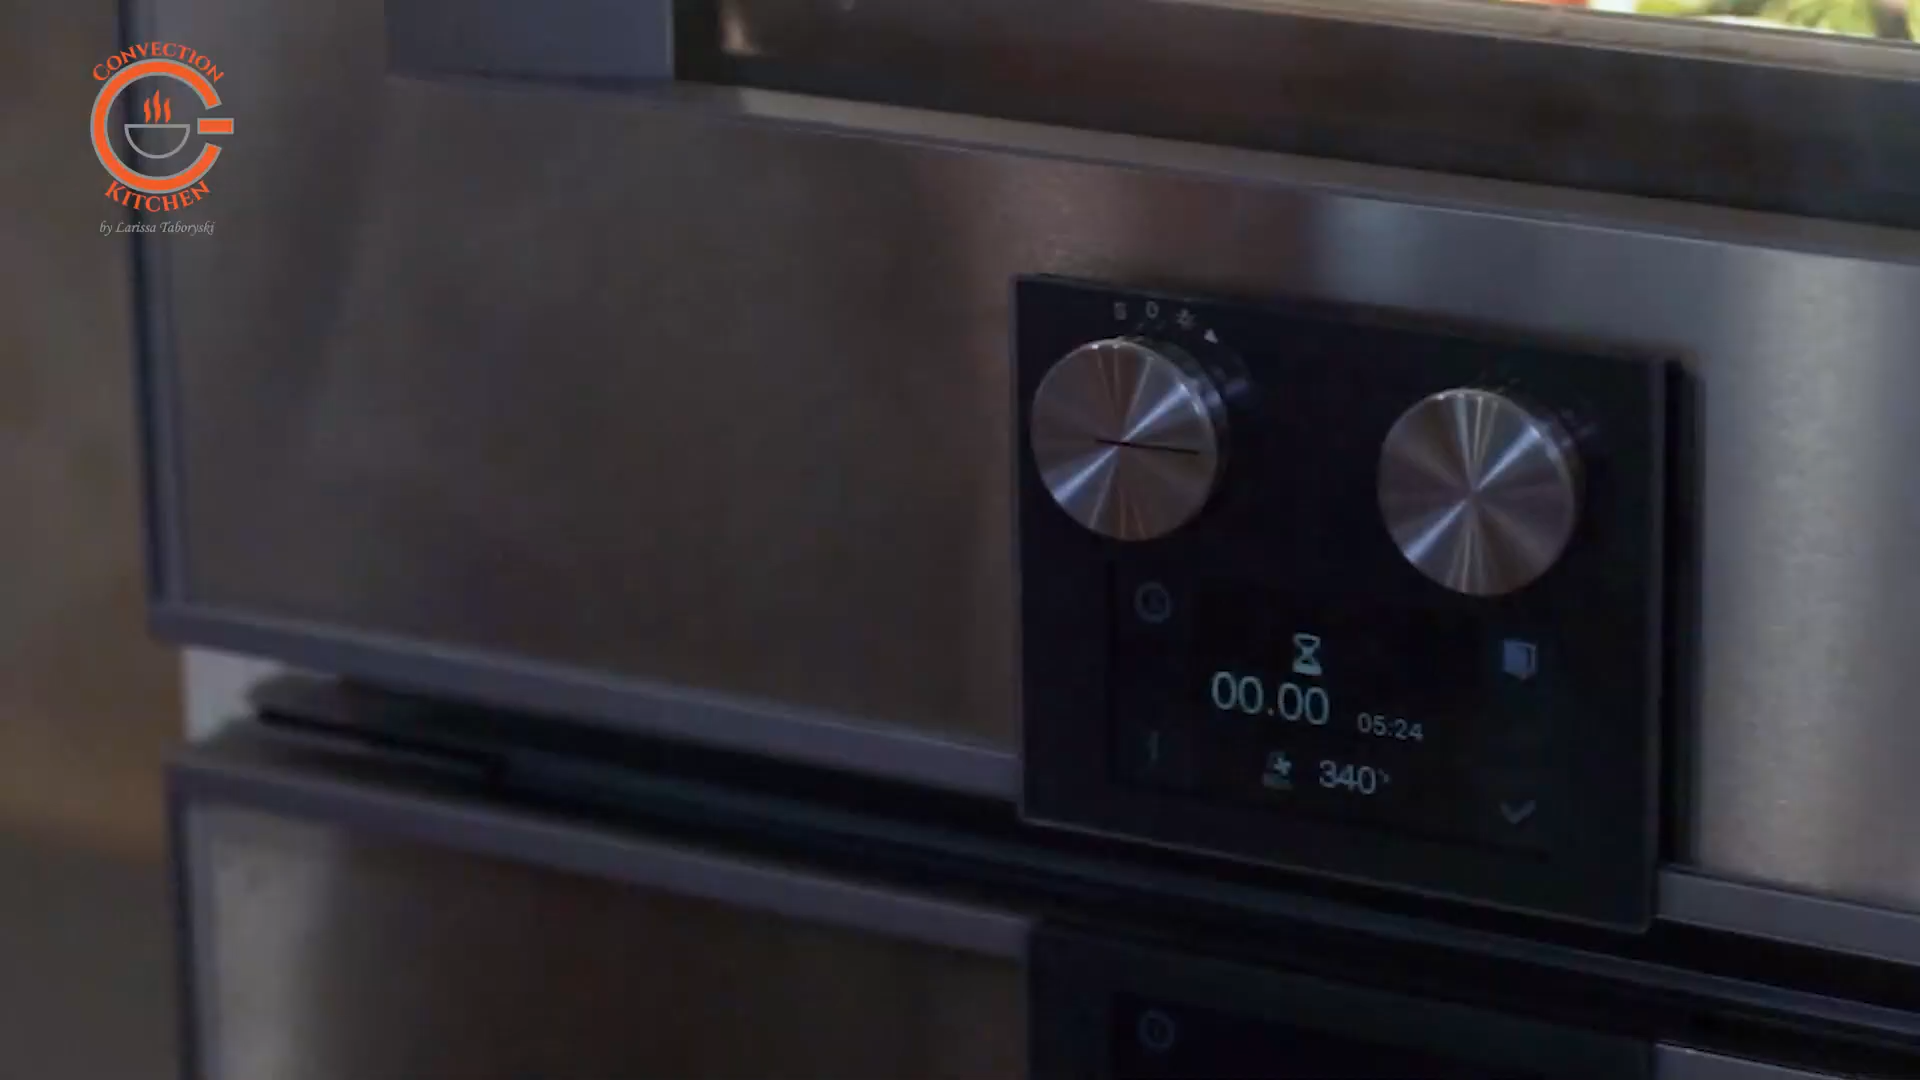 CONVECTION
KITCHEN
by Larissa Taboryski
00.00
05:24
340°